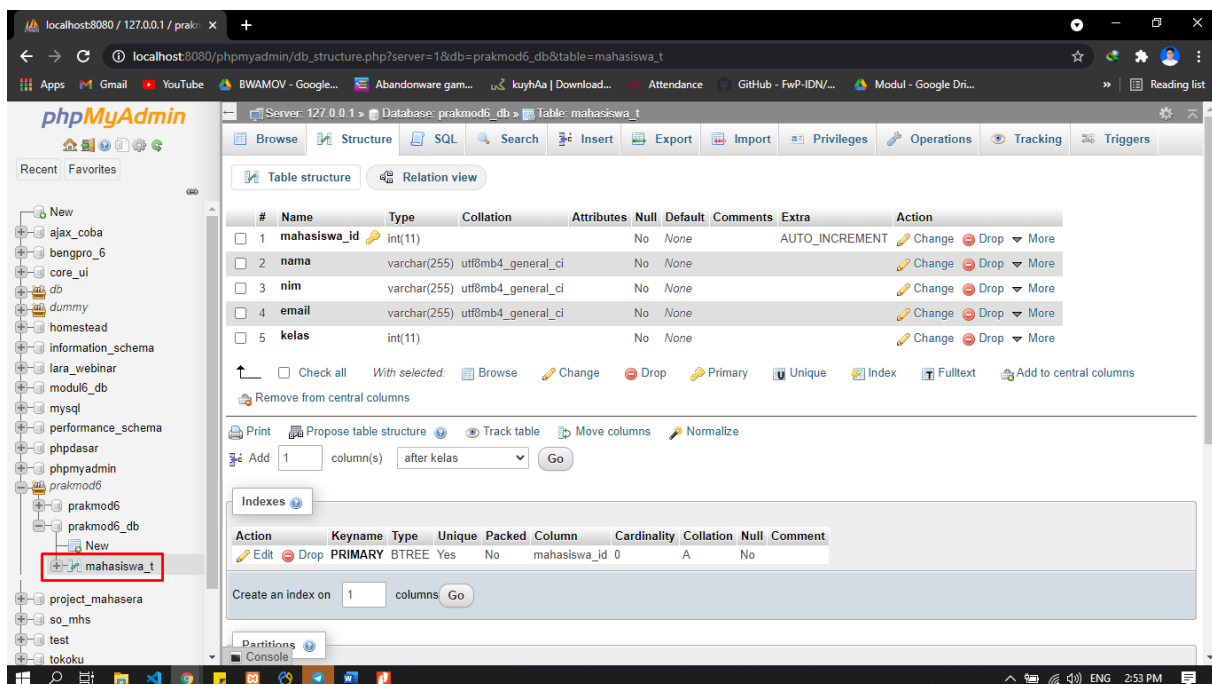 localhost:8080 / 127.0.0.1 / prakn
localhost:8080/phpmyadmin/db_structure.php?server=1&db=prakmod6_db&table=mahasiswa_t
Apps Gmail YouTube BWAMOV - Google... Abandonware gam... kuyhAa | Download... Attendance GitHub - FwP-IDN/... Modul - Google Dri... » Reading list
phpMyAdmin
Recent Favorites
New
ajax_coba
bengpro_6
core_ui
db
dummy
homestead
information_schema
lara_webinar
modul6_db
mysql
performance_schema
phpdasar
phpmyadmin
prakmod6
prakmod6
prakmod6_db
New
mahasiswa_t
project_mahasera
so_mhs
test
tokoku
Server: 127.0.0.1 » Database: prakmod6_db » Table: mahasiswa_t
Browse Structure SQL Search Insert Export Import Privileges Operations Tracking Triggers
Table structure Relation view
# Name Type Collation Attributes Null Default Comments Extra Action
1 mahasiswa_id int(11) No None AUTO_INCREMENT Change Drop More
2 nama varchar(255) utf8mb4_general_ci No None Change Drop More
3 nim varchar(255) utf8mb4_general_ci No None Change Drop More
4 email varchar(255) utf8mb4_general_ci No None Change Drop More
5 kelas int(11) No None Change Drop More
Check all With selected: Browse Change Drop Primary Unique Index Fulltext Add to central columns
Remove from central columns
Print Propose table structure Track table Move columns Normalize
Add 1 column(s) after kelas Go
Indexes
Action Keyname Type Unique Packed Column Cardinality Collation Null Comment
Edit Drop PRIMARY BTREE Yes No mahasiswa_id 0 A No
Create an index on 1 columns Go
Partitions
Console
ENG 2:53 PM